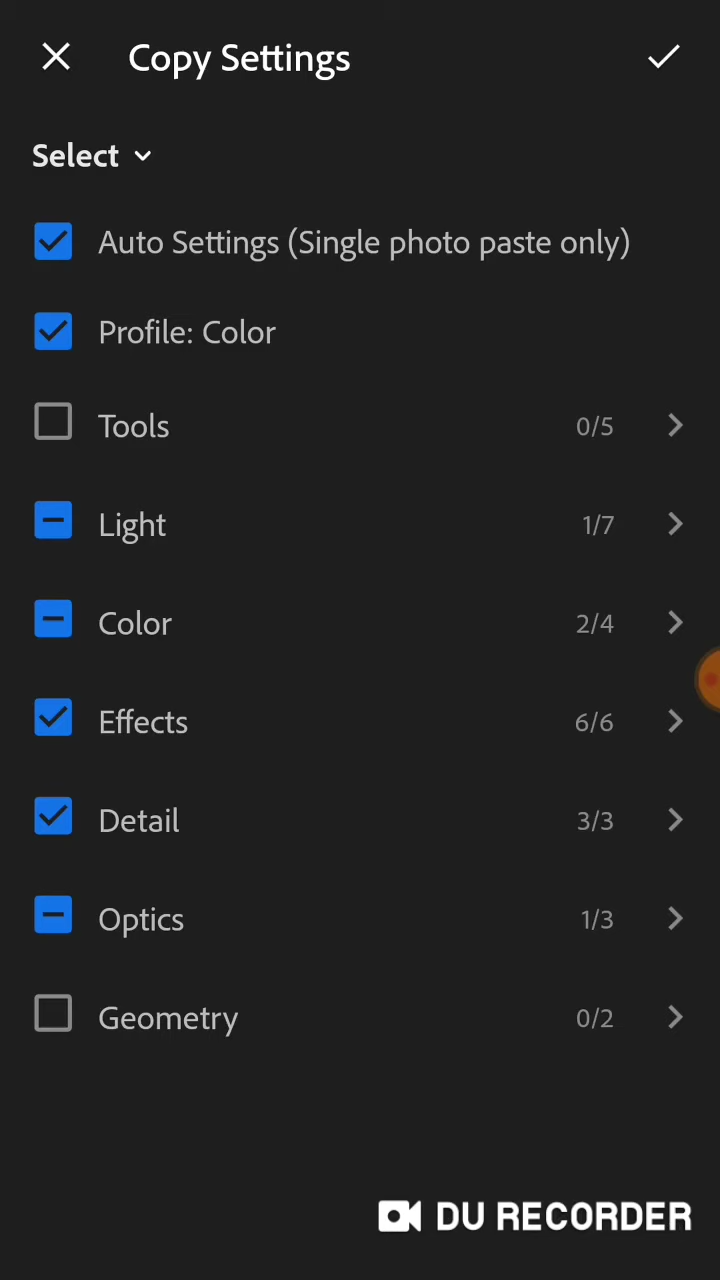 Copy Settings
Select
Auto Settings (Single photo paste only)
Profile: Color
Tools 0/5
Light 1/7
Color 2/4
Effects 6/6
Detail 3/3
Optics 1/3
Geometry 0/2
DU RECORDER